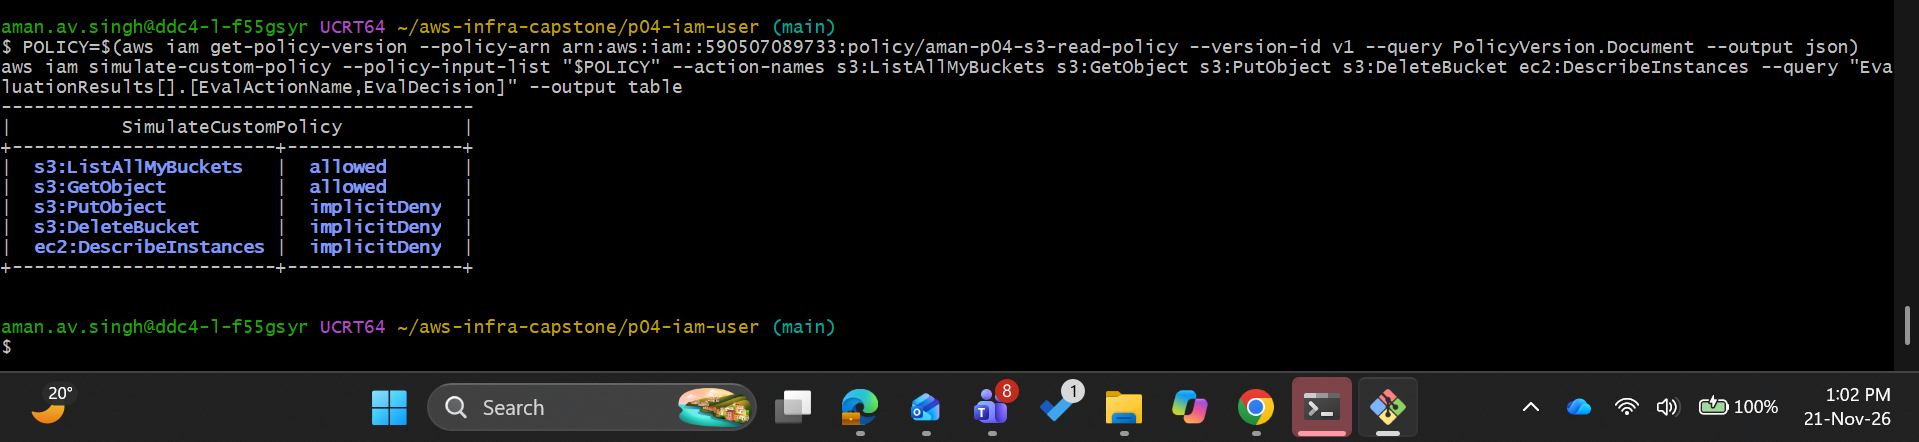 aman.av.singh@ddc4-l-f55gsyr UCRT64 ~/aws-infra-capstone/p04-iam-user (main)
$ POLICY=$(aws iam get-policy-version --policy-arn arn:aws:iam::590507089733:policy/aman-p04-s3-read-policy --version-id v1 --query PolicyVersion.Document --output json)
aws iam simulate-custom-policy --policy-input-list "$POLICY" --action-names s3:ListAllMyBuckets s3:GetObject s3:PutObject s3:DeleteBucket ec2:DescribeInstances --query "Eva
luationResults[].[EvalActionName,EvalDecision]" --output table
----------------------------------------
|         SimulateCustomPolicy          |
+-----------------------+---------------+
|  s3:ListAllMyBuckets   |  allowed       |
|  s3:GetObject          |  allowed       |
|  s3:PutObject          |  implicitDeny  |
|  s3:DeleteBucket       |  implicitDeny  |
|  ec2:DescribeInstances |  implicitDeny  |
+-----------------------+---------------+
aman.av.singh@ddc4-l-f55gsyr UCRT64 ~/aws-infra-capstone/p04-iam-user (main)
$
20°
Search
8
1
100%
1:02 PM
21-Nov-26